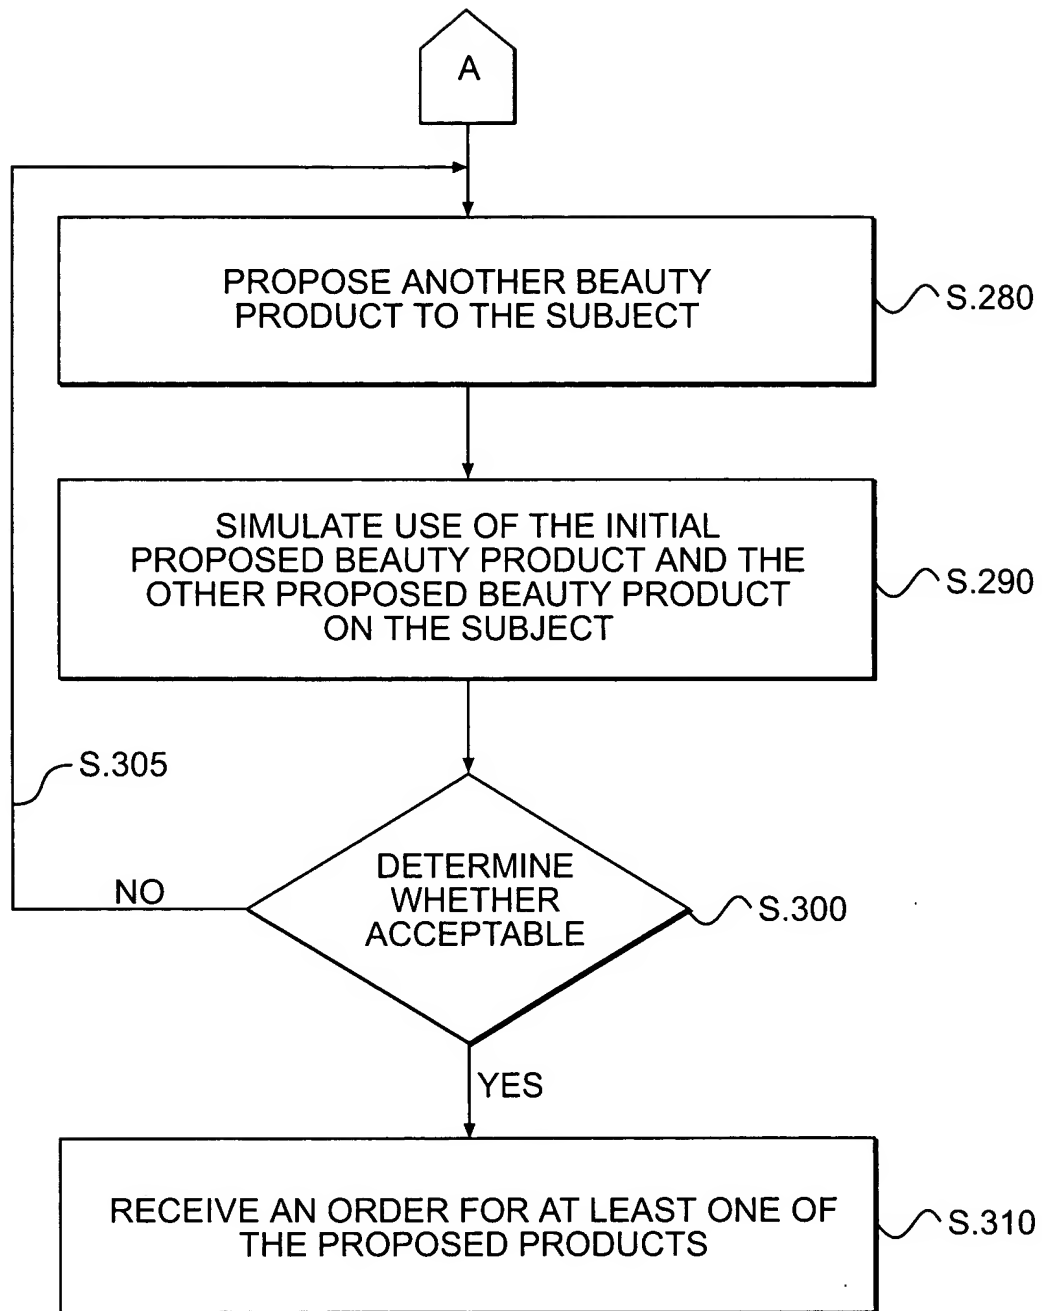 A
PROPOSE ANOTHER BEAUTY
PRODUCT TO THE SUBJECT
S.280
SIMULATE USE OF THE INITIAL
PROPOSED BEAUTY PRODUCT AND THE
OTHER PROPOSED BEAUTY PRODUCT
ON THE SUBJECT
S.290
S.305
DETERMINE
WHETHER
ACCEPTABLE
NO
S.300
YES
RECEIVE AN ORDER FOR AT LEAST ONE OF
THE PROPOSED PRODUCTS
S.310